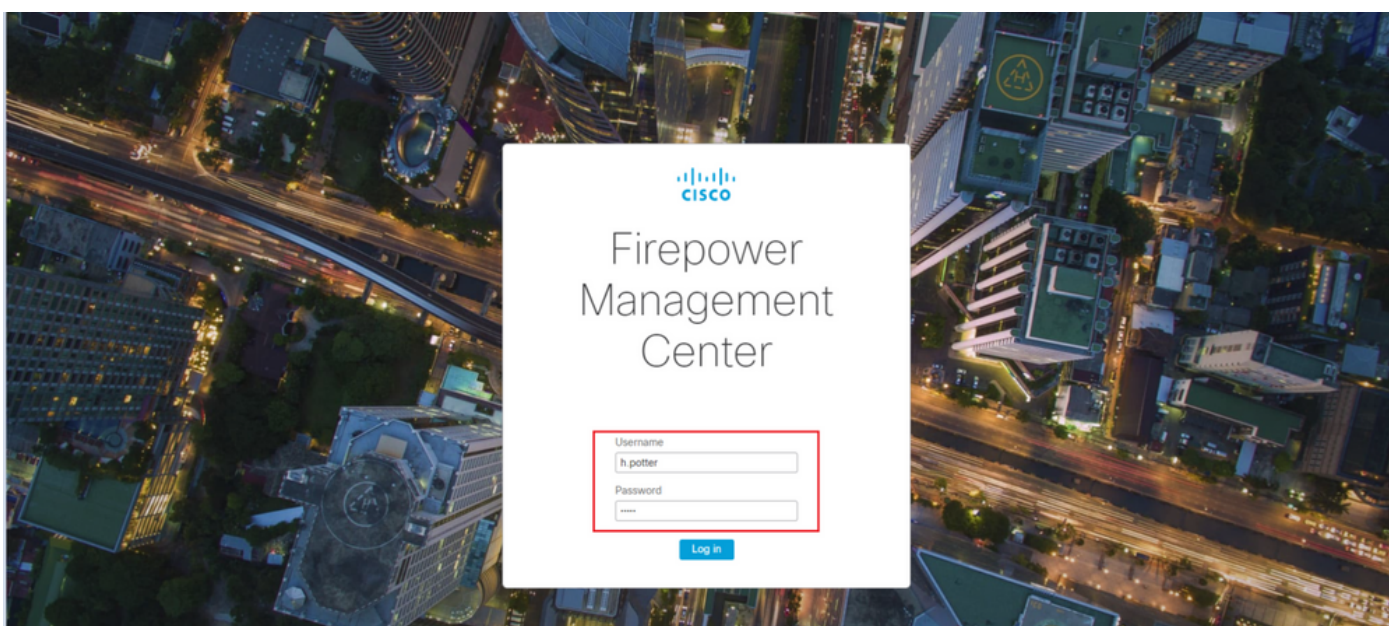 CISCO
Firepower
Management
Center
Username
h.potter
Password
•••••
Log in